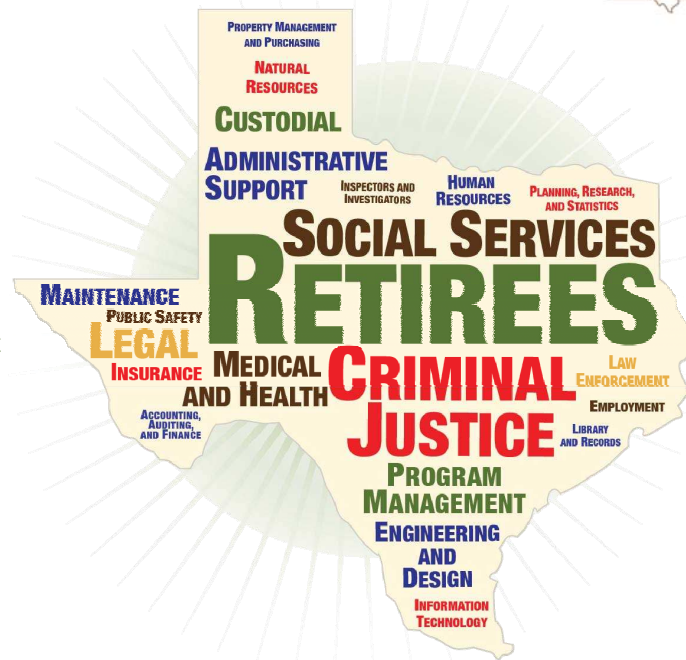 PROPERTY MANAGEMENT
AND PURCHASING
NATURAL
RESOURCES
CUSTODIAL
ADMINISTRATIVE
SUPPORT
INSPECTORS AND
INVESTIGATORS
HUMAN
RESOURCES
PLANNING, RESEARCH,
AND STATISTICS
SOCIAL SERVICES
RETIREES
MAINTENANCE
PUBLIC SAFETY
LEGAL
INSURANCE
MEDICAL
AND HEALTH
CRIMINAL
JUSTICE
LAW
ENFORCEMENT
EMPLOYMENT
ACCOUNTING,
AUDITING,
AND FINANCE
LIBRARY
AND RECORDS
PROGRAM
MANAGEMENT
ENGINEERING
AND
DESIGN
INFORMATION
TECHNOLOGY